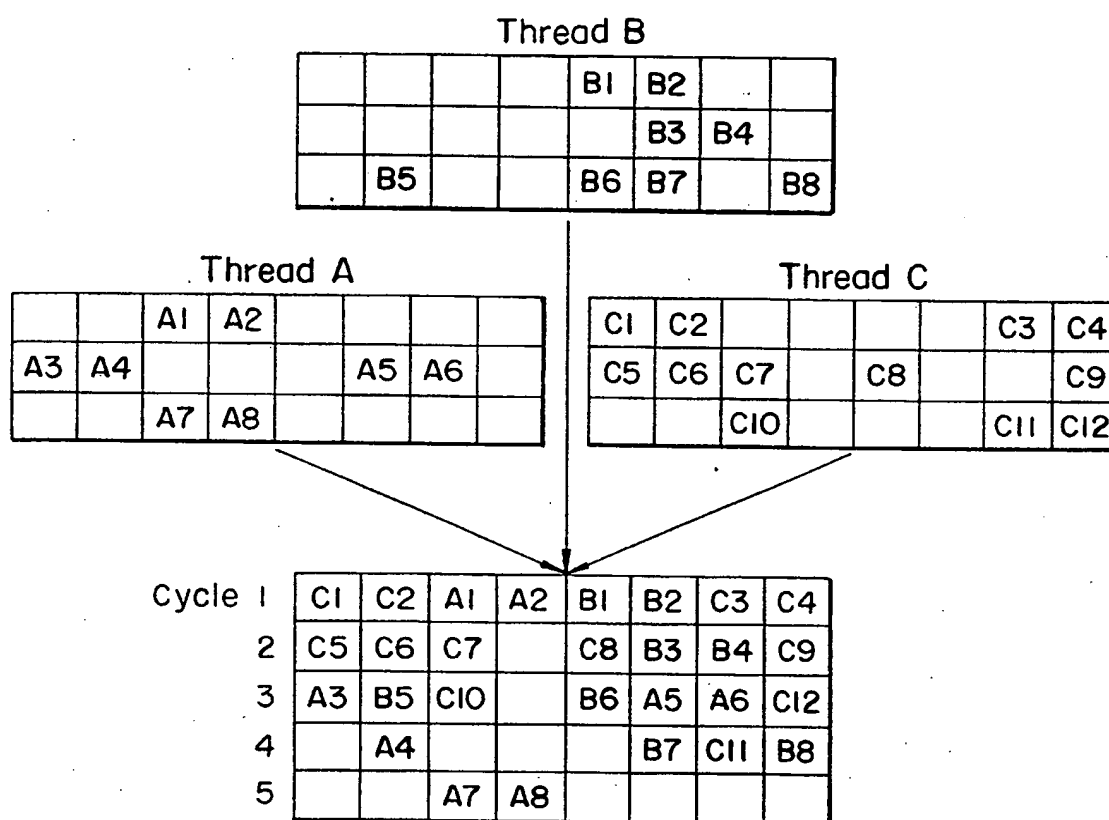 Thread B
B1 B2
B3 B4
B5 B6 B7 B8
Thread A
A1 A2
A3 A4 A5 A6
A7 A8
Thread C
C1 C2 C3 C4
C5 C6 C7 C8 C9
C10 C11 C12
Cycle 1 C1 C2 A1 A2 B1 B2 C3 C4
2 C5 C6 C7 C8 B3 B4 C9
3 A3 B5 C10 B6 A5 A6 C12
4 A4 B7 C11 B8
5 A7 A8